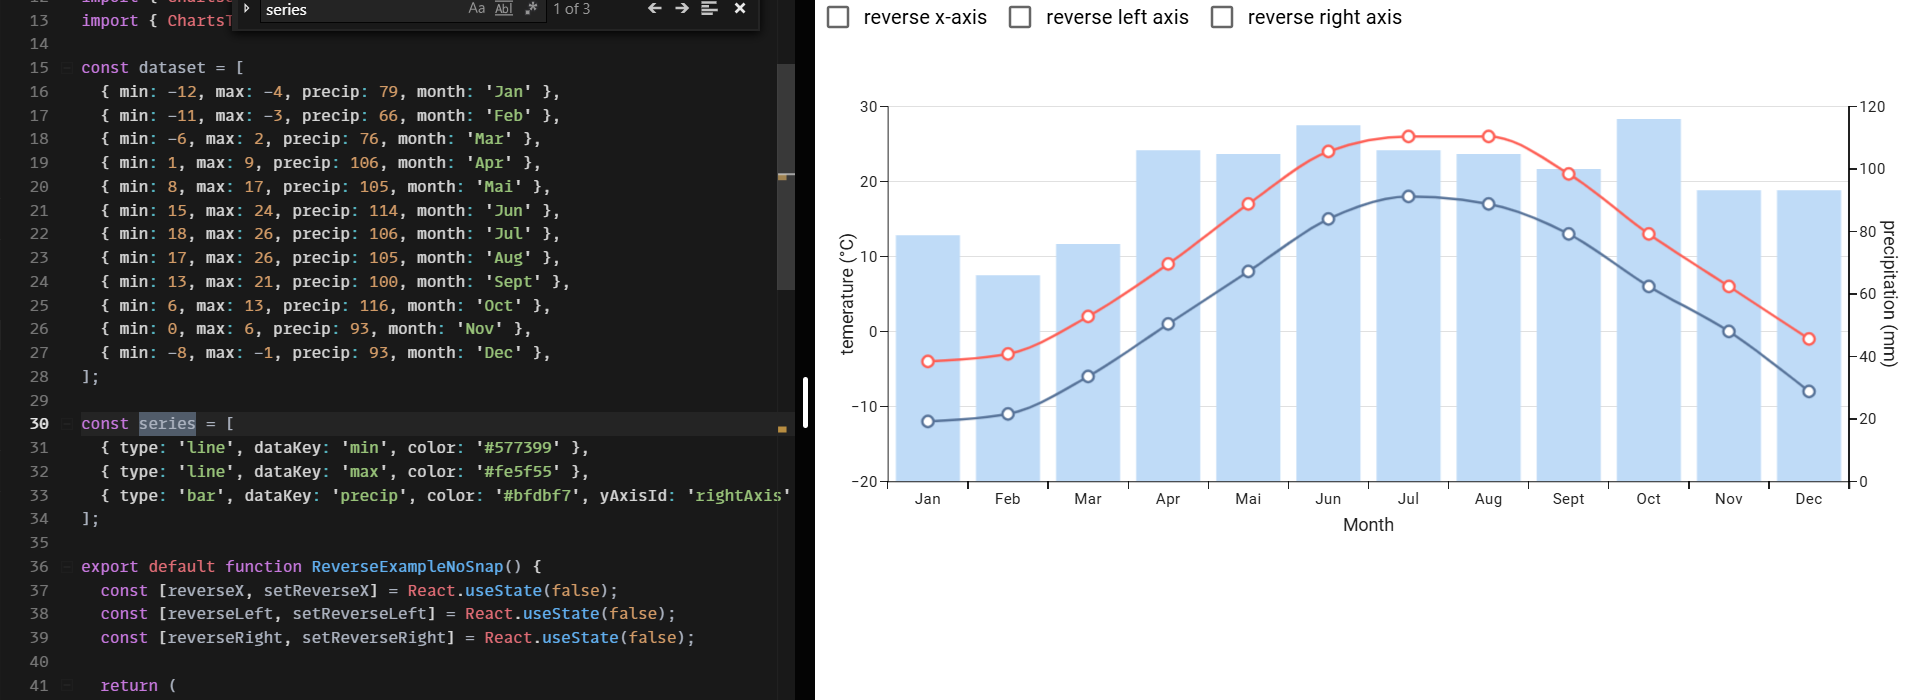 series Aa Abl .* 1 of 3
12 import { Charts
13 import { ChartsT
14
15 const dataset = [
16 { min: -12, max: -4, precip: 79, month: 'Jan' },
17 { min: -11, max: -3, precip: 66, month: 'Feb' },
18 { min: -6, max: 2, precip: 76, month: 'Mar' },
19 { min: 1, max: 9, precip: 106, month: 'Apr' },
20 { min: 8, max: 17, precip: 105, month: 'Mai' },
21 { min: 15, max: 24, precip: 114, month: 'Jun' },
22 { min: 18, max: 26, precip: 106, month: 'Jul' },
23 { min: 17, max: 26, precip: 105, month: 'Aug' },
24 { min: 13, max: 21, precip: 100, month: 'Sept' },
25 { min: 6, max: 13, precip: 116, month: 'Oct' },
26 { min: 0, max: 6, precip: 93, month: 'Nov' },
27 { min: -8, max: -1, precip: 93, month: 'Dec' },
28 ];
29
30 const series = [
31 { type: 'line', dataKey: 'min', color: '#577399' },
32 { type: 'line', dataKey: 'max', color: '#fe5f55' },
33 { type: 'bar', dataKey: 'precip', color: '#bfdbf7', yAxisId: 'rightAxis'
34 ];
35
36 export default function ReverseExampleNoSnap() {
37 const [reverseX, setReverseX] = React.useState(false);
38 const [reverseLeft, setReverseLeft] = React.useState(false);
39 const [reverseRight, setReverseRight] = React.useState(false);
40
41 return (
reverse x-axis reverse left axis reverse right axis
30
20
10
0
-10
-20
temerature (°C)
120
100
80
60
40
20
0
precipitation (mm)
Jan Feb Mar Apr Mai Jun Jul Aug Sept Oct Nov Dec
Month